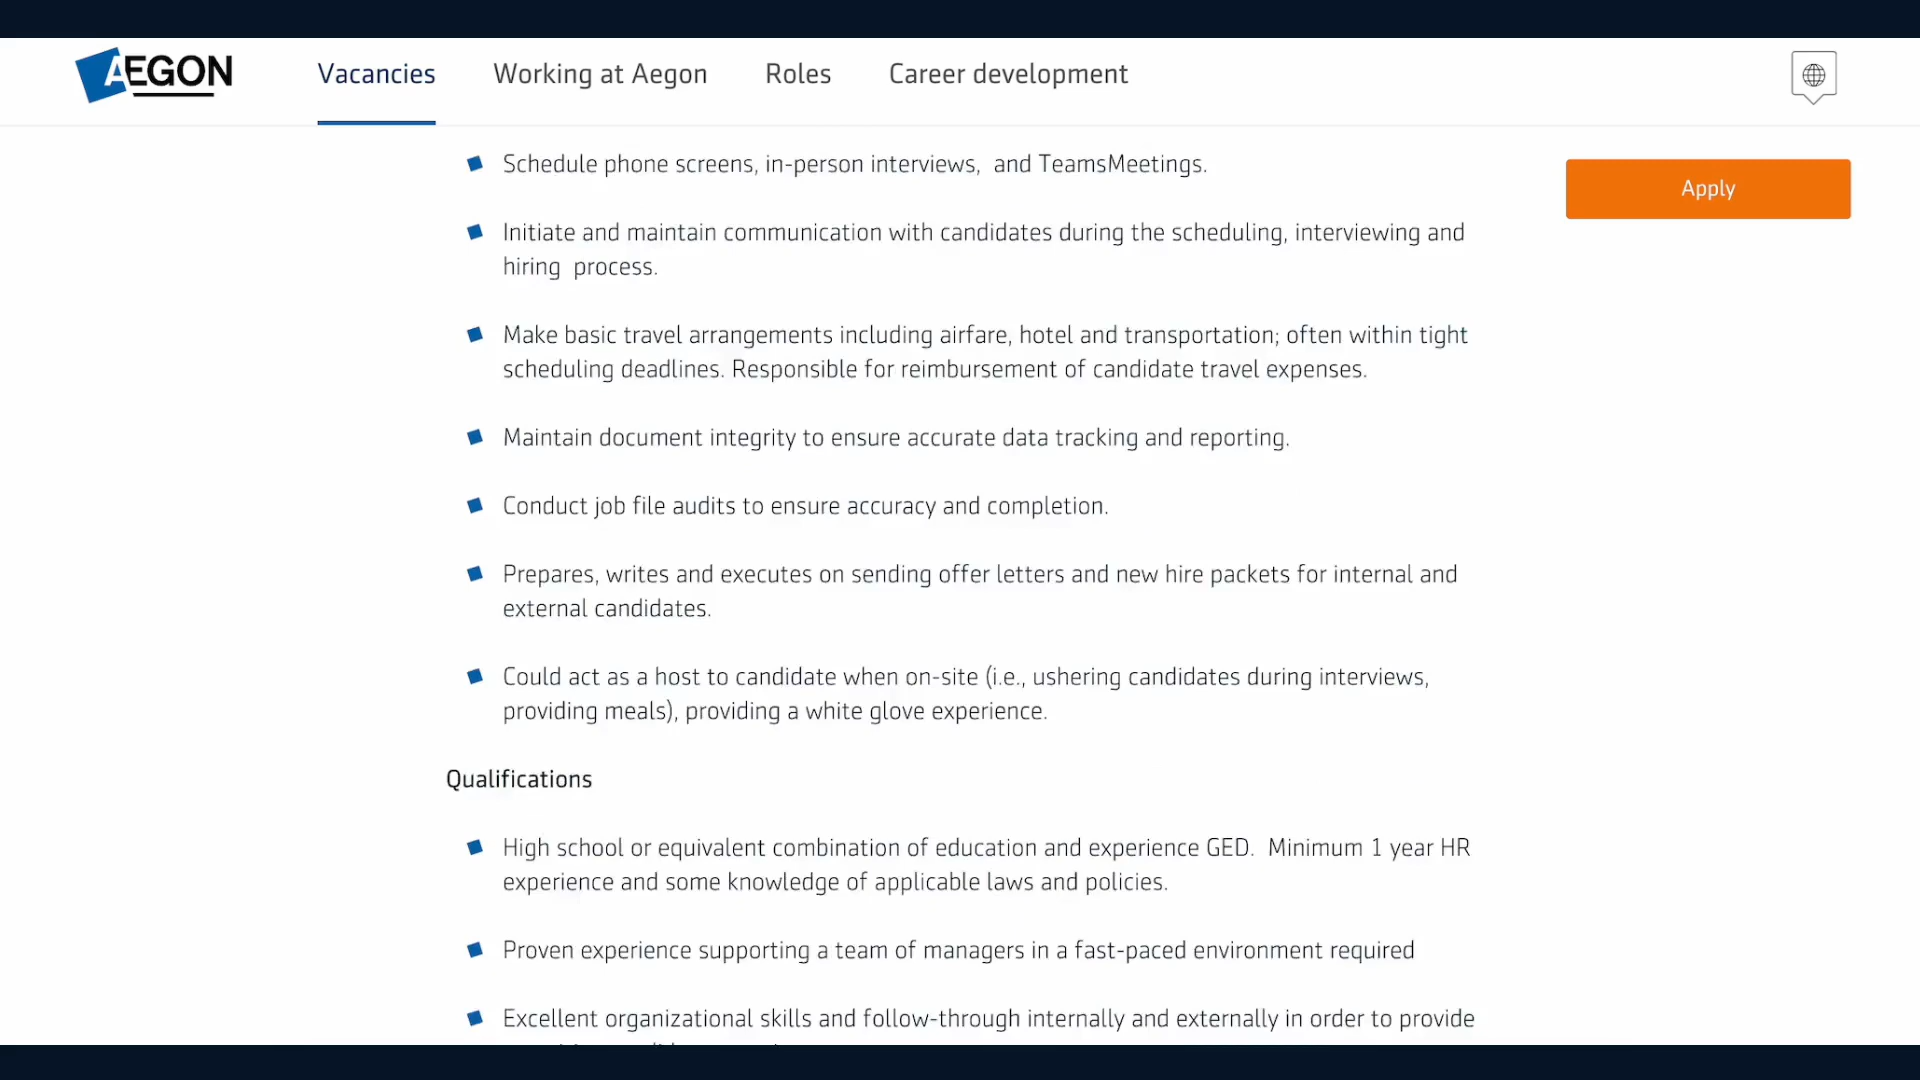 AEGON
Vacancies
Working at Aegon
Roles
Career development
Schedule phone screens, in-person interviews,  and TeamsMeetings.
Apply
Initiate and maintain communication with candidates during the scheduling, interviewing and
hiring  process.
Make basic travel arrangements including airfare, hotel and transportation; often within tight
scheduling deadlines. Responsible for reimbursement of candidate travel expenses.
Maintain document integrity to ensure accurate data tracking and reporting.
Conduct job file audits to ensure accuracy and completion.
Prepares, writes and executes on sending offer letters and new hire packets for internal and
external candidates.
Could act as a host to candidate when on-site (i.e., ushering candidates during interviews,
providing meals), providing a white glove experience.
Qualifications
High school or equivalent combination of education and experience GED.  Minimum 1 year HR
experience and some knowledge of applicable laws and policies.
Proven experience supporting a team of managers in a fast-paced environment required
Excellent organizational skills and follow-through internally and externally in order to provide